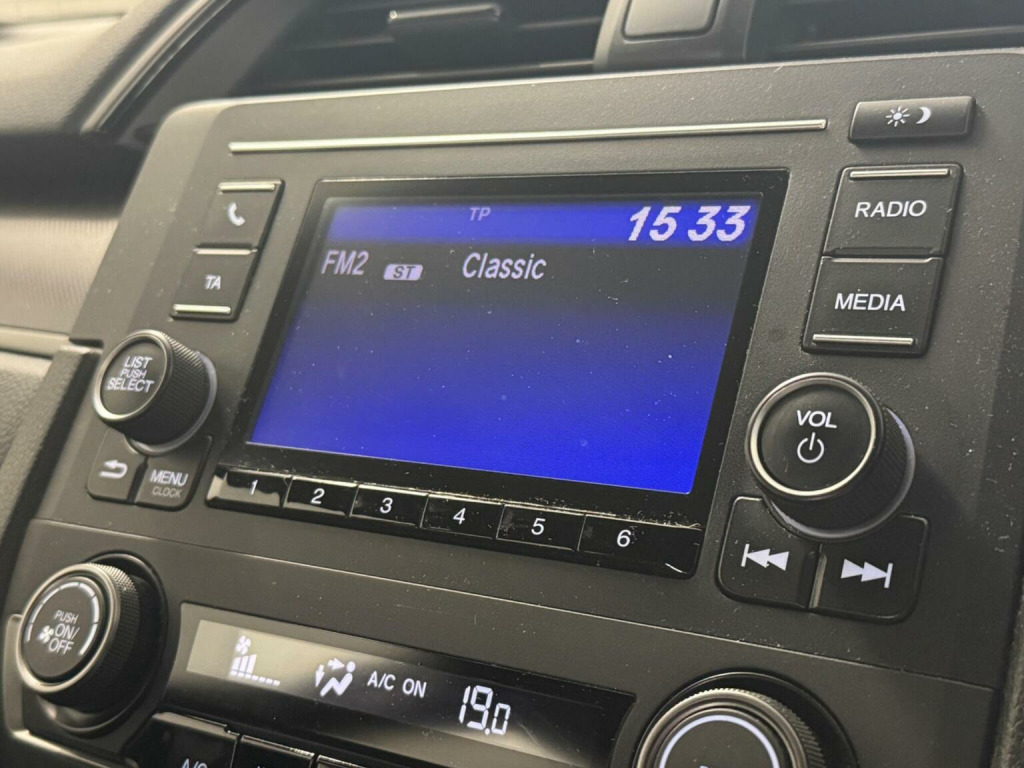 TP
15 33
FM2 ST Classic
TA
RADIO
MEDIA
LIST
PUSH
SELECT
VOL
MENU
CLOCK
1 2 3 4 5 6
PUSH
ON/
OFF
A/C ON
19.0
A/C